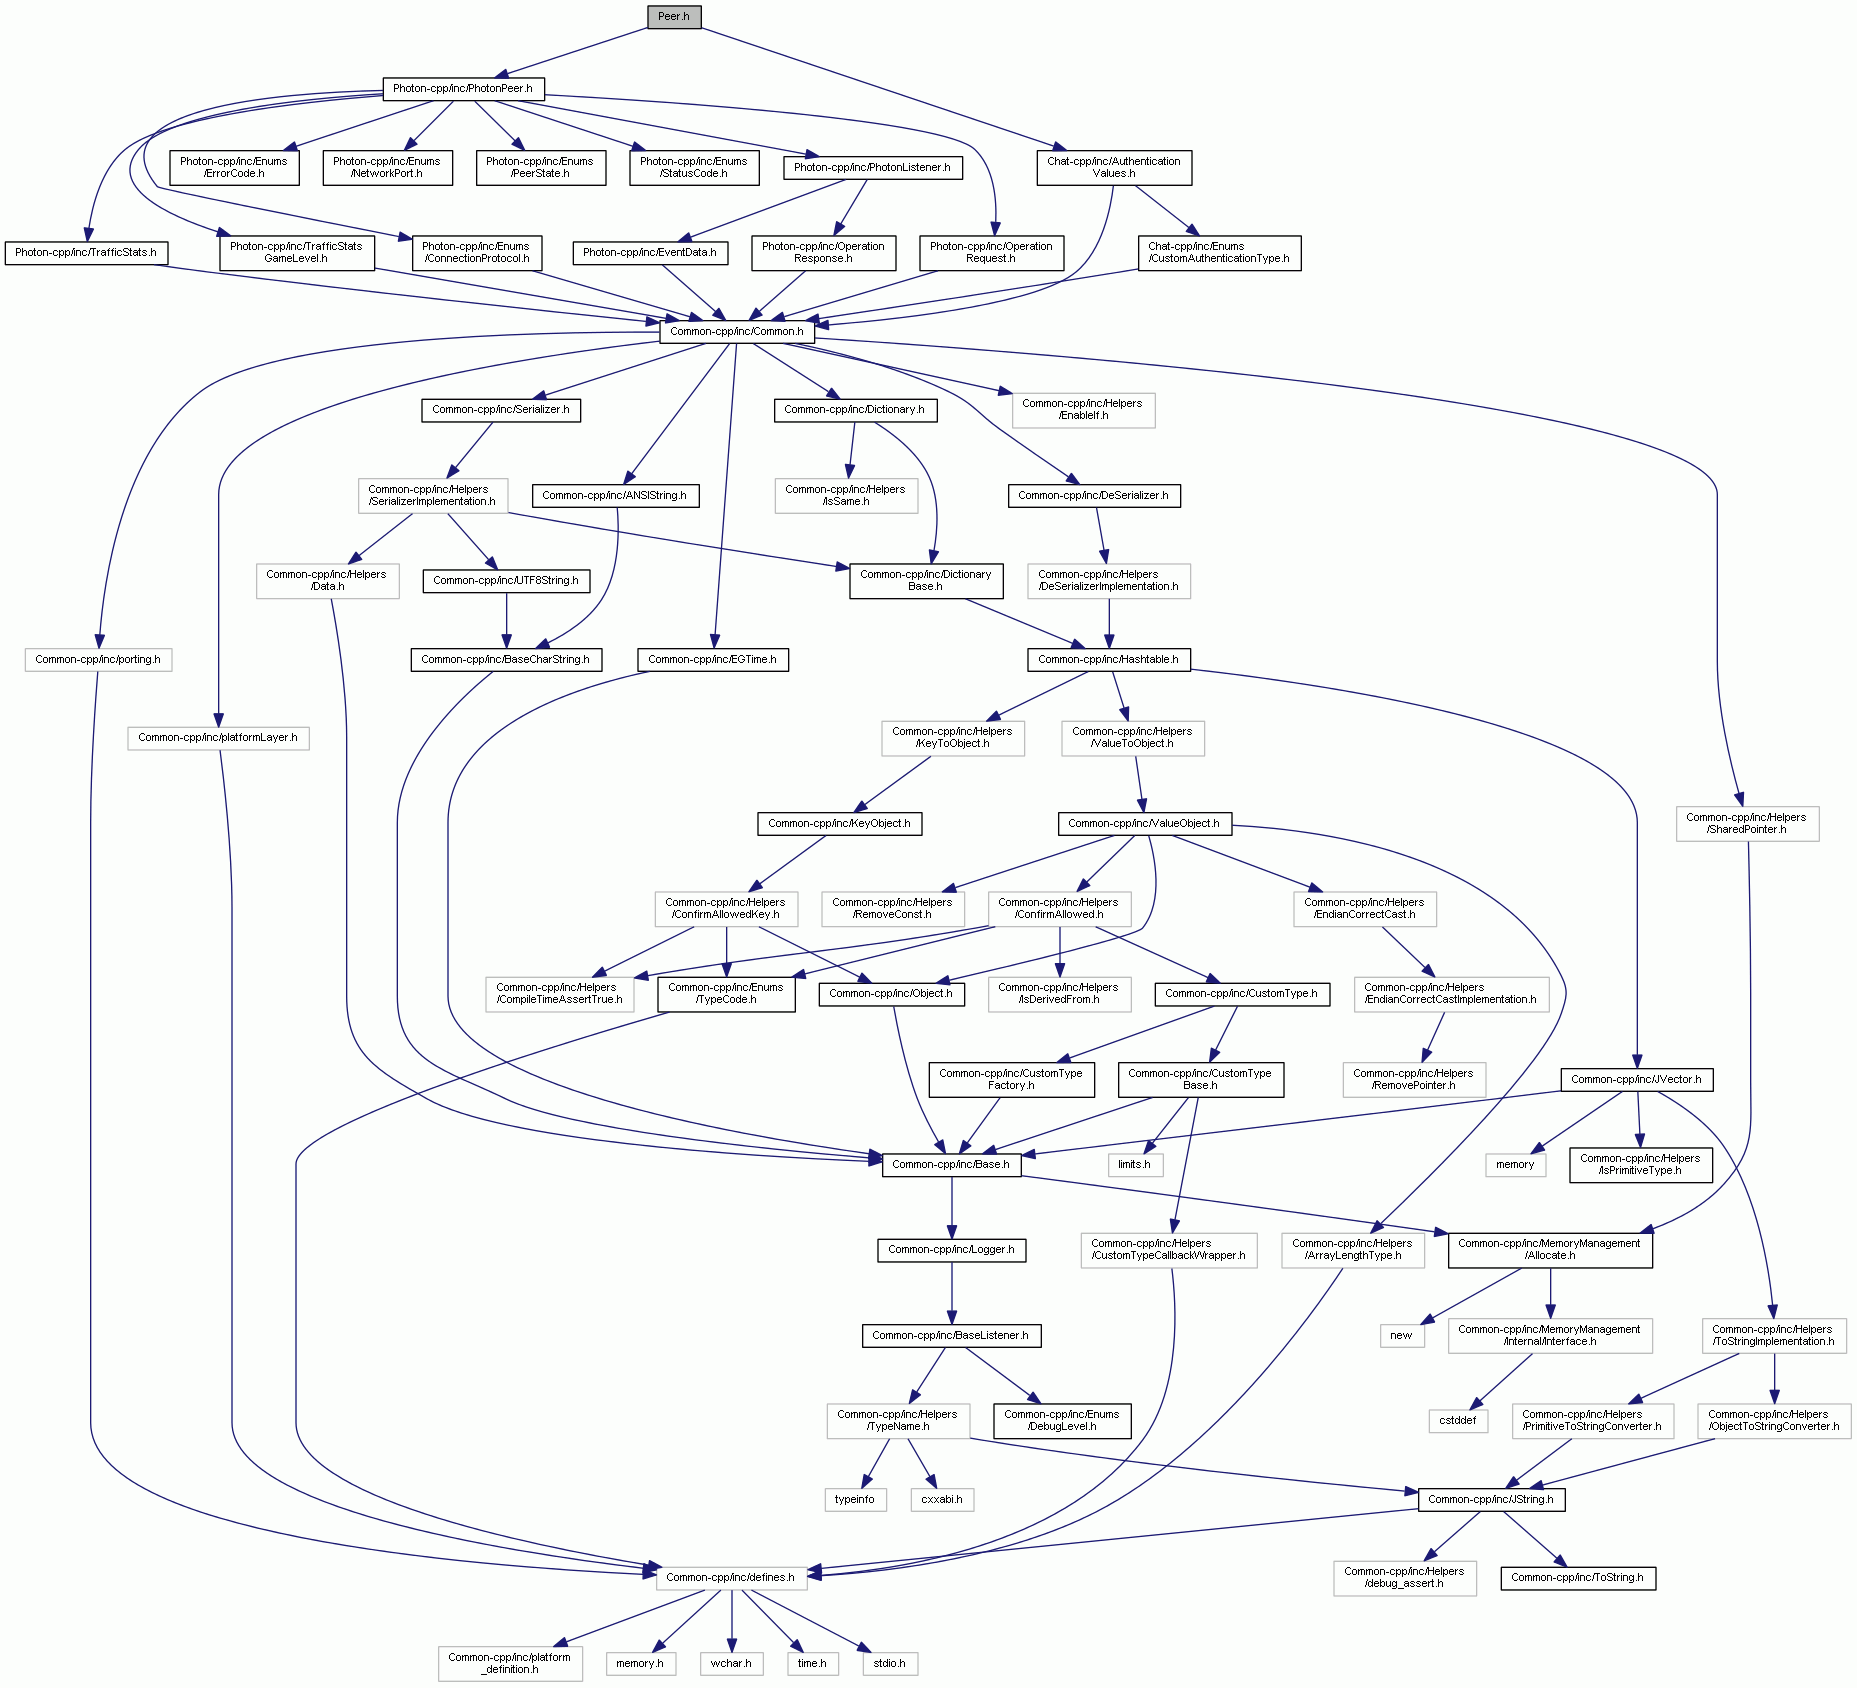 Peer.h
Photon-cpp/inc/PhotonPeer.h
Photon-cpp/inc/Enums
/ErrorCode.h
Photon-cpp/inc/Enums
/NetworkPort.h
Photon-cpp/inc/Enums
/PeerState.h
Photon-cpp/inc/Enums
/StatusCode.h
Photon-cpp/inc/PhotonListener.h
Chat-cpp/inc/Authentication
Values.h
Photon-cpp/inc/TrafficStats.h
Photon-cpp/inc/TrafficStats
GameLevel.h
Photon-cpp/inc/Enums
/ConnectionProtocol.h
Photon-cpp/inc/EventData.h
Photon-cpp/inc/Operation
Response.h
Photon-cpp/inc/Operation
Request.h
Chat-cpp/inc/Enums
/CustomAuthenticationType.h
Common-cpp/inc/Common.h
Common-cpp/inc/Serializer.h
Common-cpp/inc/Dictionary.h
Common-cpp/inc/Helpers
/EnableIf.h
Common-cpp/inc/Helpers
/SerializerImplementation.h
Common-cpp/inc/ANSIString.h
Common-cpp/inc/Helpers
/IsSame.h
Common-cpp/inc/DeSerializer.h
Common-cpp/inc/Helpers
/Data.h
Common-cpp/inc/UTF8String.h
Common-cpp/inc/Dictionary
Base.h
Common-cpp/inc/Helpers
/DeSerializerImplementation.h
Common-cpp/inc/porting.h
Common-cpp/inc/BaseCharString.h
Common-cpp/inc/EGTime.h
Common-cpp/inc/Hashtable.h
Common-cpp/inc/platformLayer.h
Common-cpp/inc/Helpers
/KeyToObject.h
Common-cpp/inc/Helpers
/ValueToObject.h
Common-cpp/inc/KeyObject.h
Common-cpp/inc/ValueObject.h
Common-cpp/inc/Helpers
/SharedPointer.h
Common-cpp/inc/Helpers
/ConfirmAllowedKey.h
Common-cpp/inc/Helpers
/RemoveConst.h
Common-cpp/inc/Helpers
/ConfirmAllowed.h
Common-cpp/inc/Helpers
/EndianCorrectCast.h
Common-cpp/inc/Helpers
/CompileTimeAssertTrue.h
Common-cpp/inc/Enums
/TypeCode.h
Common-cpp/inc/Object.h
Common-cpp/inc/Helpers
/IsDerivedFrom.h
Common-cpp/inc/CustomType.h
Common-cpp/inc/Helpers
/EndianCorrectCastImplementation.h
Common-cpp/inc/CustomType
Factory.h
Common-cpp/inc/CustomType
Base.h
Common-cpp/inc/Helpers
/RemovePointer.h
Common-cpp/inc/JVector.h
Common-cpp/inc/Base.h
limits.h
memory
Common-cpp/inc/Helpers
/IsPrimitiveType.h
Common-cpp/inc/Logger.h
Common-cpp/inc/Helpers
/CustomTypeCallbackWrapper.h
Common-cpp/inc/Helpers
/ArrayLengthType.h
Common-cpp/inc/MemoryManagement
/Allocate.h
Common-cpp/inc/BaseListener.h
new
Common-cpp/inc/MemoryManagement
/Internal/Interface.h
Common-cpp/inc/Helpers
/ToStringImplementation.h
Common-cpp/inc/Helpers
/TypeName.h
Common-cpp/inc/Enums
/DebugLevel.h
cstddef
Common-cpp/inc/Helpers
/PrimitiveToStringConverter.h
Common-cpp/inc/Helpers
/ObjectToStringConverter.h
typeinfo
cxxabi.h
Common-cpp/inc/JString.h
Common-cpp/inc/defines.h
Common-cpp/inc/Helpers
/debug_assert.h
Common-cpp/inc/ToString.h
Common-cpp/inc/platform
_definition.h
memory.h
wchar.h
time.h
stdio.h